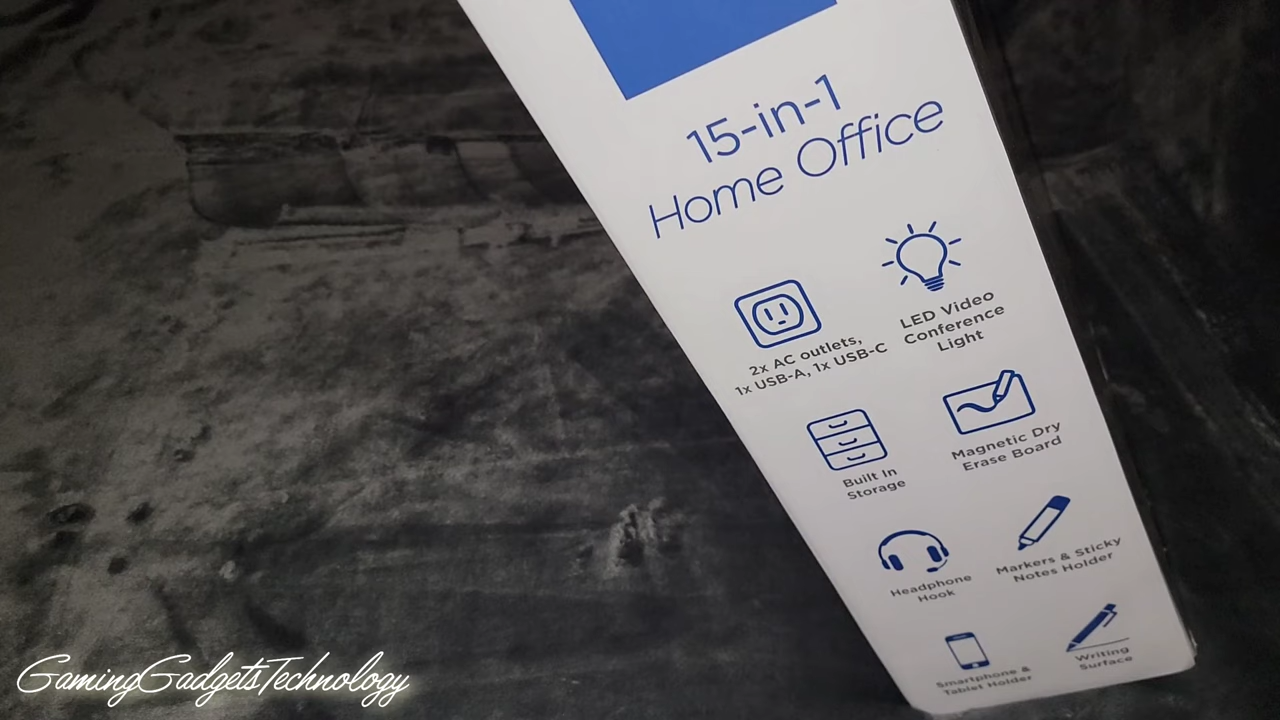 15-in-1
Home Office
2x AC outlets,
1x USB-A, 1x USB-C
LED Video
Conference
Light
Built In
Storage
Magnetic Dry
Erase Board
Headphone
Hook
Markers & Sticky
Notes Holder
Smartphone &
Tablet Holder
Writing
Surface
GamingGadgetsTechnology